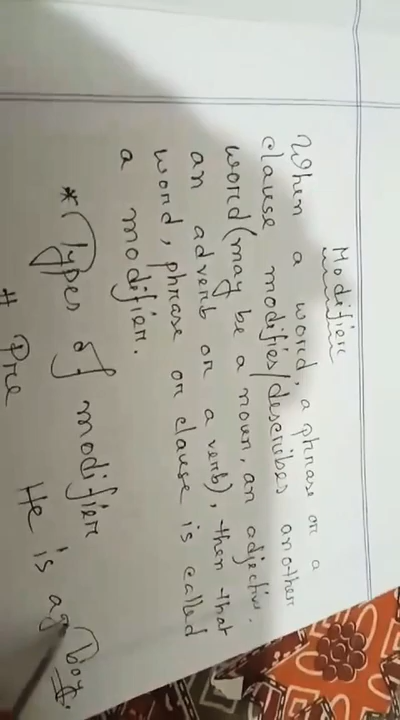 Modifier
When a word, a phrase or a
clause modifies/describes another
word (may be a noun, an adjective.
an adverb or a verb), then that
word, phrase or clause is called
a modifier.
* Types of modifier
# Pre
He is a boy.